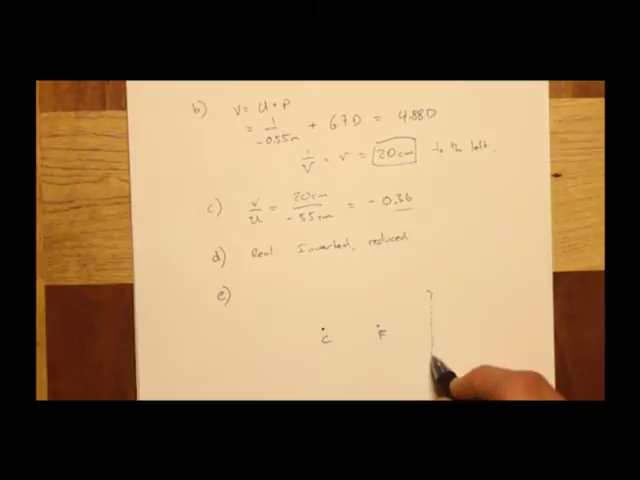 b) V = U + P
= 1/-0.55m + 6.7D = 4.88D
1/V = v = 20cm to the left.
c) v/u = 20cm/-55cm = -0.36
d) Real Inverted, reduced
e)
C F